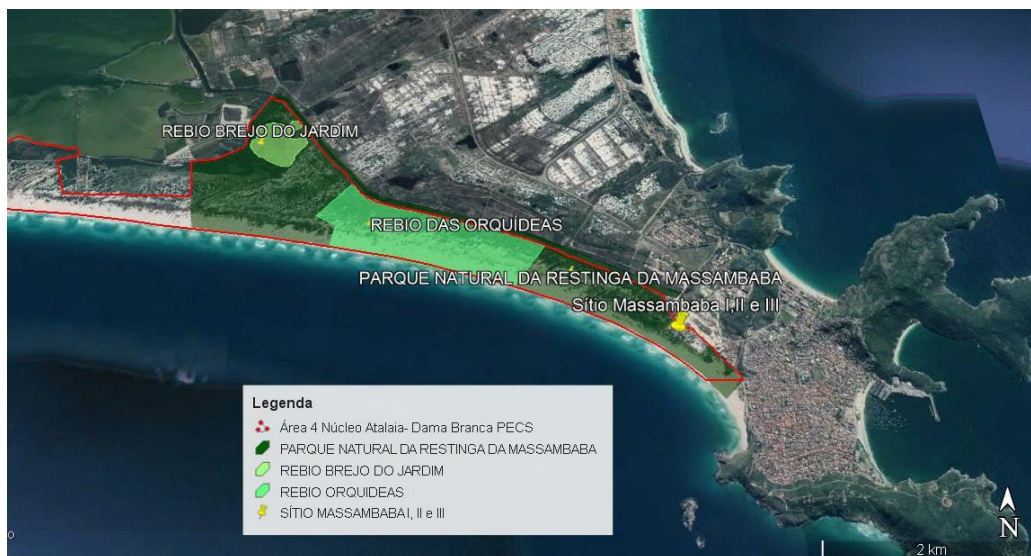 REBIO BREJO DO JARDIM
REBIO DAS ORQUÍDEAS
PARQUE NATURAL DA RESTINGA DA MASSAMBABA
Sítio Massambaba I,II e III
Legenda
Área 4 Núcleo Atalaia- Dama Branca PECS
PARQUE NATURAL DA RESTINGA DA MASSAMBABA
REBIO BREJO DO JARDIM
REBIO ORQUIDEAS
SÍTIO MASSAMBABA I, II e III
N
2 km
o